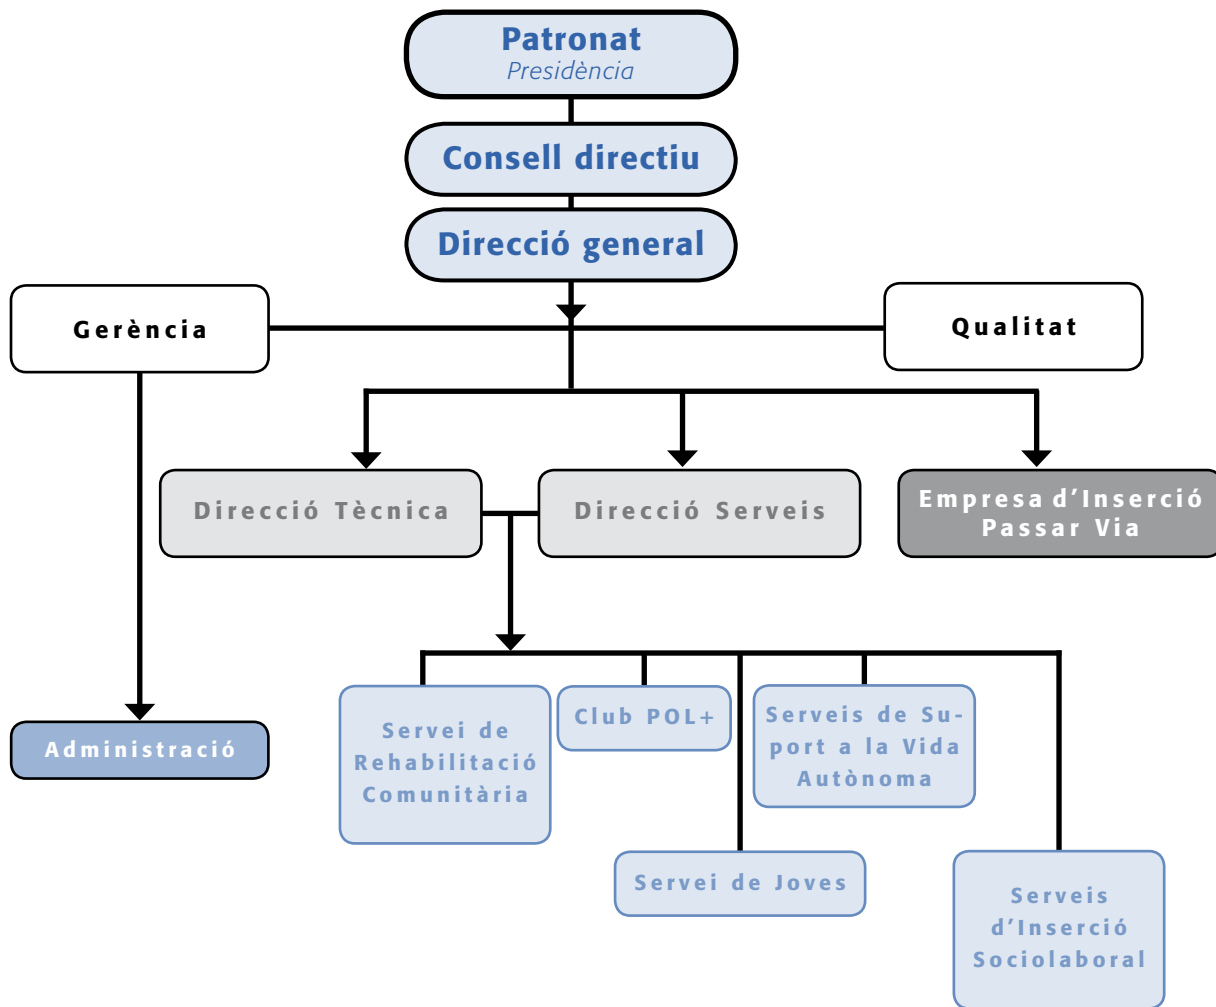 Patronat
Presidència
Consell directiu
Direcció general
Gerència
Qualitat
Direcció Tècnica
Direcció Serveis
Empresa d’Inserció
Passar Via
Administració
Servei de
Rehabilitació
Comunitària
Club POL+
Serveis de Su-
port a la Vida
Autònoma
Servei de Joves
Serveis
d’Inserció
Sociolaboral